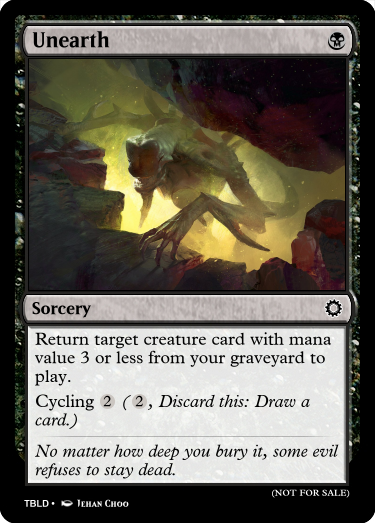 Unearth
Sorcery
Return target creature card with mana
value 3 or less from your graveyard to
play.
Cycling 2 ( 2, Discard this: Draw a
card.)
No matter how deep you bury it, some evil
refuses to stay dead.
(NOT FOR SALE)
TBLD • Jehan Choo